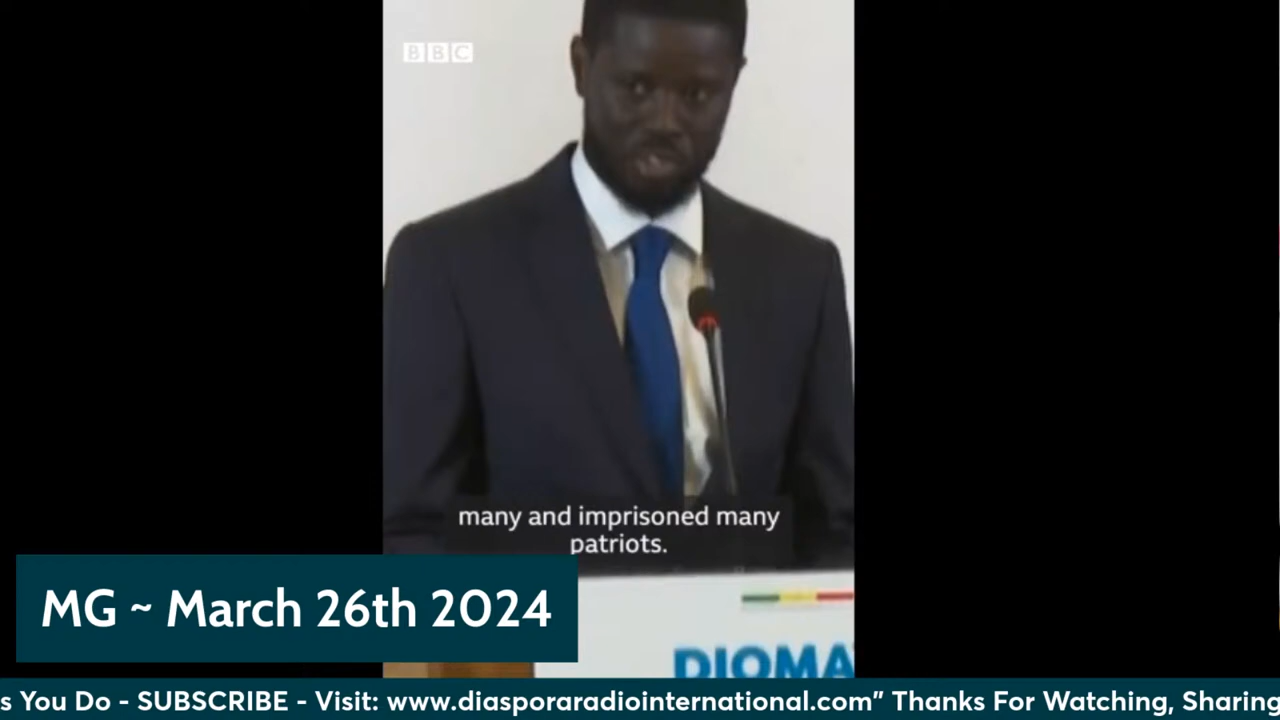 BBC
many and imprisoned many
patriots.
MG ~ March 26th 2024
DIOMA
s You Do - SUBSCRIBE - Visit: www.diasporaradiointernational.com” Thanks For Watching, Sharing